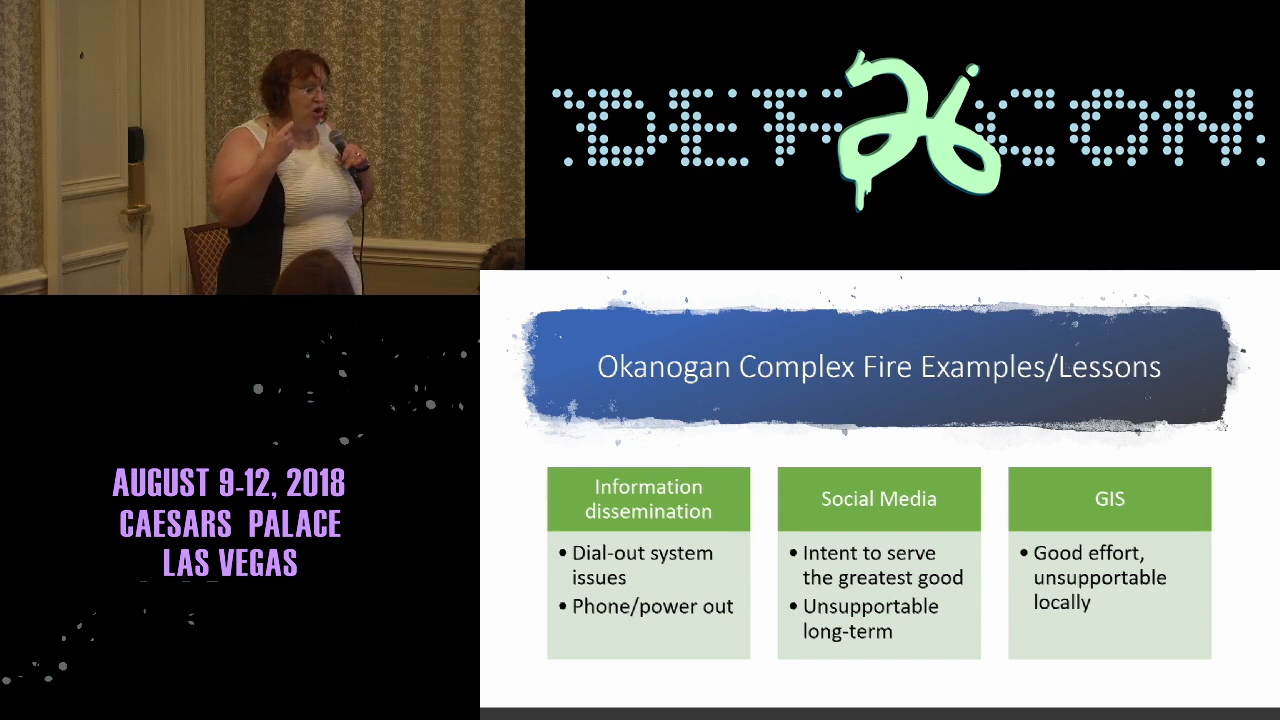 DEF 26 CON
AUGUST 9-12, 2018
CAESARS PALACE
LAS VEGAS
Okanogan Complex Fire Examples/Lessons
Information
dissemination
• Dial-out system
issues
• Phone/power out
Social Media
• Intent to serve
the greatest good
• Unsupportable
long-term
GIS
• Good effort,
unsupportable
locally